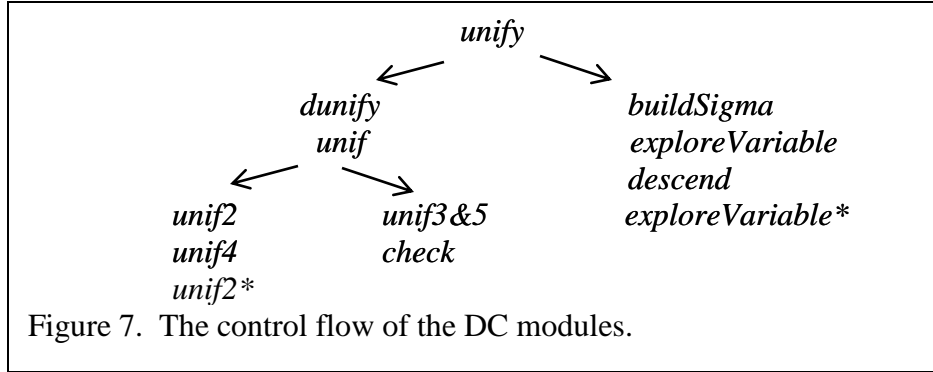 unify
dunify buildSigma
unif exploreVariable
descend
unif2 unif3&5 exploreVariable*
unif4 check
unif2*
Figure 7. The control flow of the DC modules.